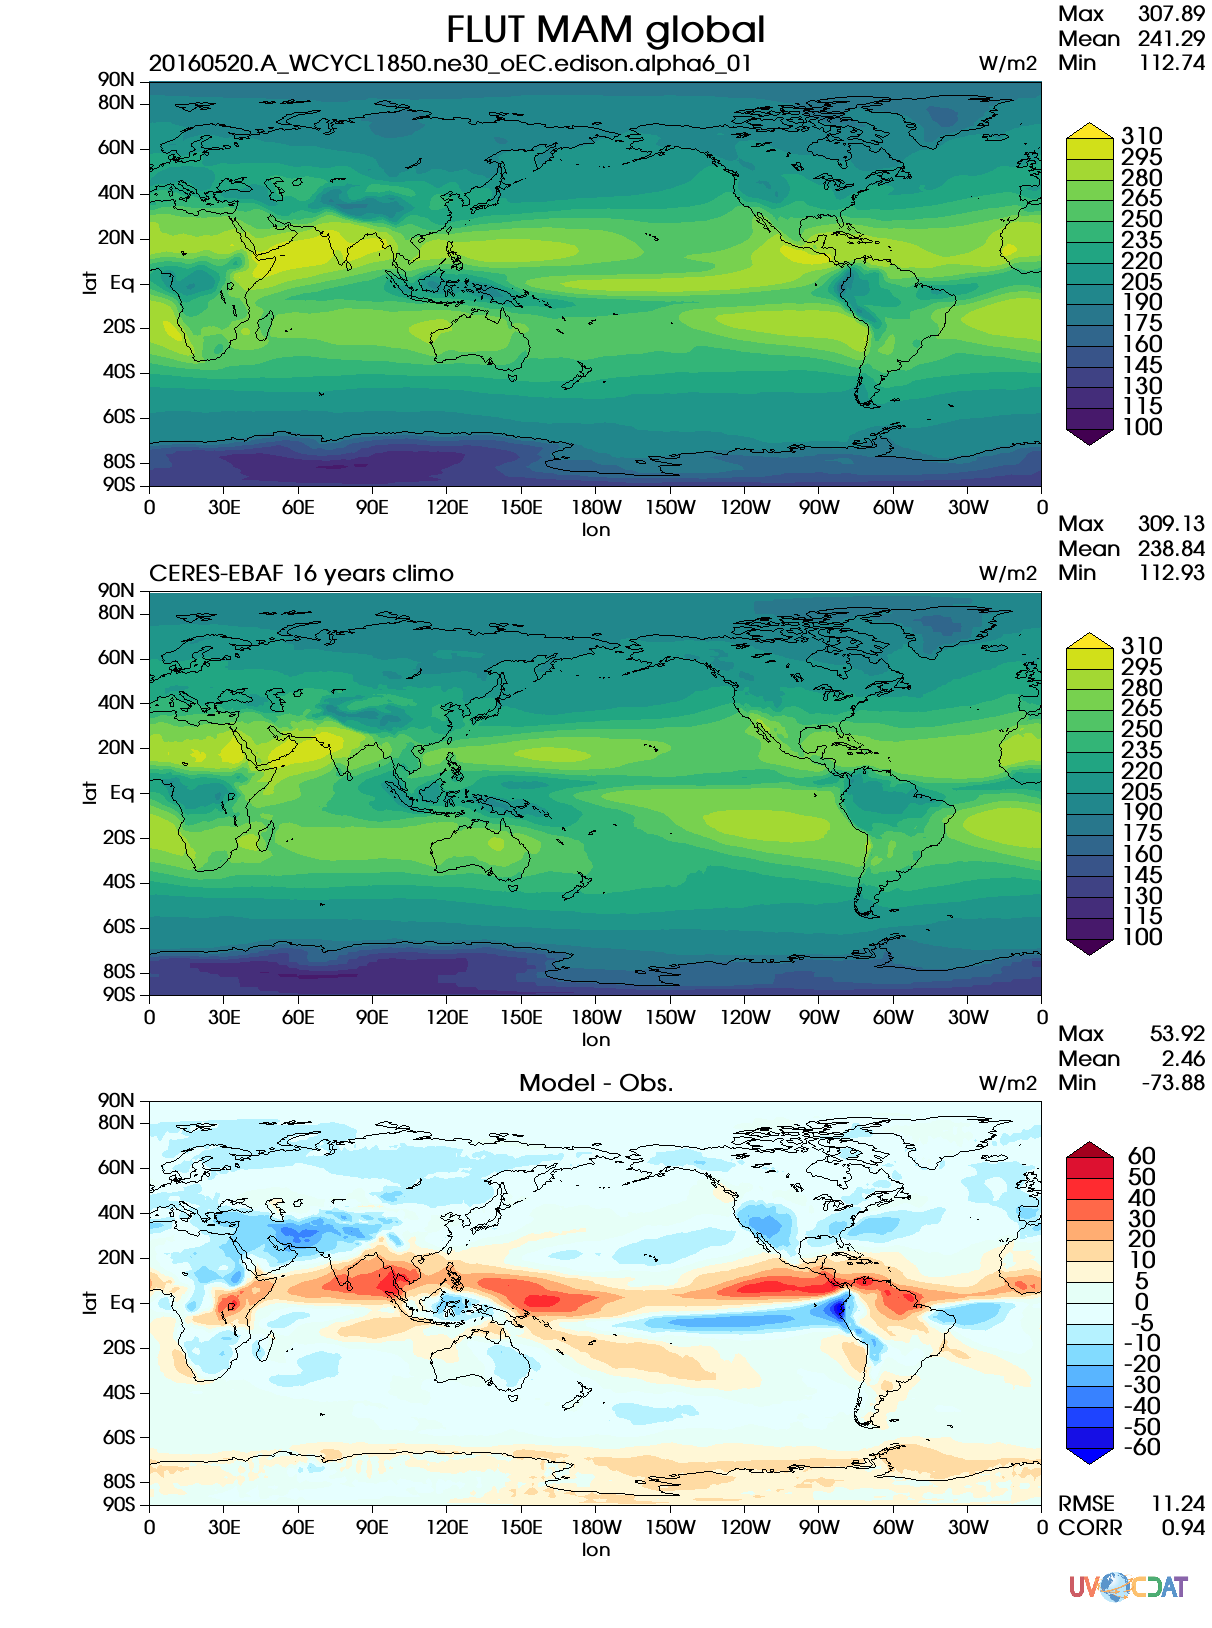 FLUT MAM global
20160520.A_WCYCL1850.ne30_oEC.edison.alpha6_01
W/m2
Max 307.89
Mean 241.29
Min 112.74
90N
80N
60N
40N
20N
Eq
20S
40S
60S
80S
90S
lat
0 30E 60E 90E 120E 150E 180W 150W 120W 90W 60W 30W 0
lon
310
295
280
265
250
235
220
205
190
175
160
145
130
115
100
CERES-EBAF 16 years climo
W/m2
Max 309.13
Mean 238.84
Min 112.93
90N
80N
60N
40N
20N
Eq
20S
40S
60S
80S
90S
lat
0 30E 60E 90E 120E 150E 180W 150W 120W 90W 60W 30W 0
lon
310
295
280
265
250
235
220
205
190
175
160
145
130
115
100
Model - Obs.
W/m2
Max 53.92
Mean 2.46
Min -73.88
90N
80N
60N
40N
20N
Eq
20S
40S
60S
80S
90S
lat
0 30E 60E 90E 120E 150E 180W 150W 120W 90W 60W 30W 0
lon
60
50
40
30
20
10
5
0
-5
-10
-20
-30
-40
-50
-60
RMSE 11.24
CORR 0.94
UV CDAT